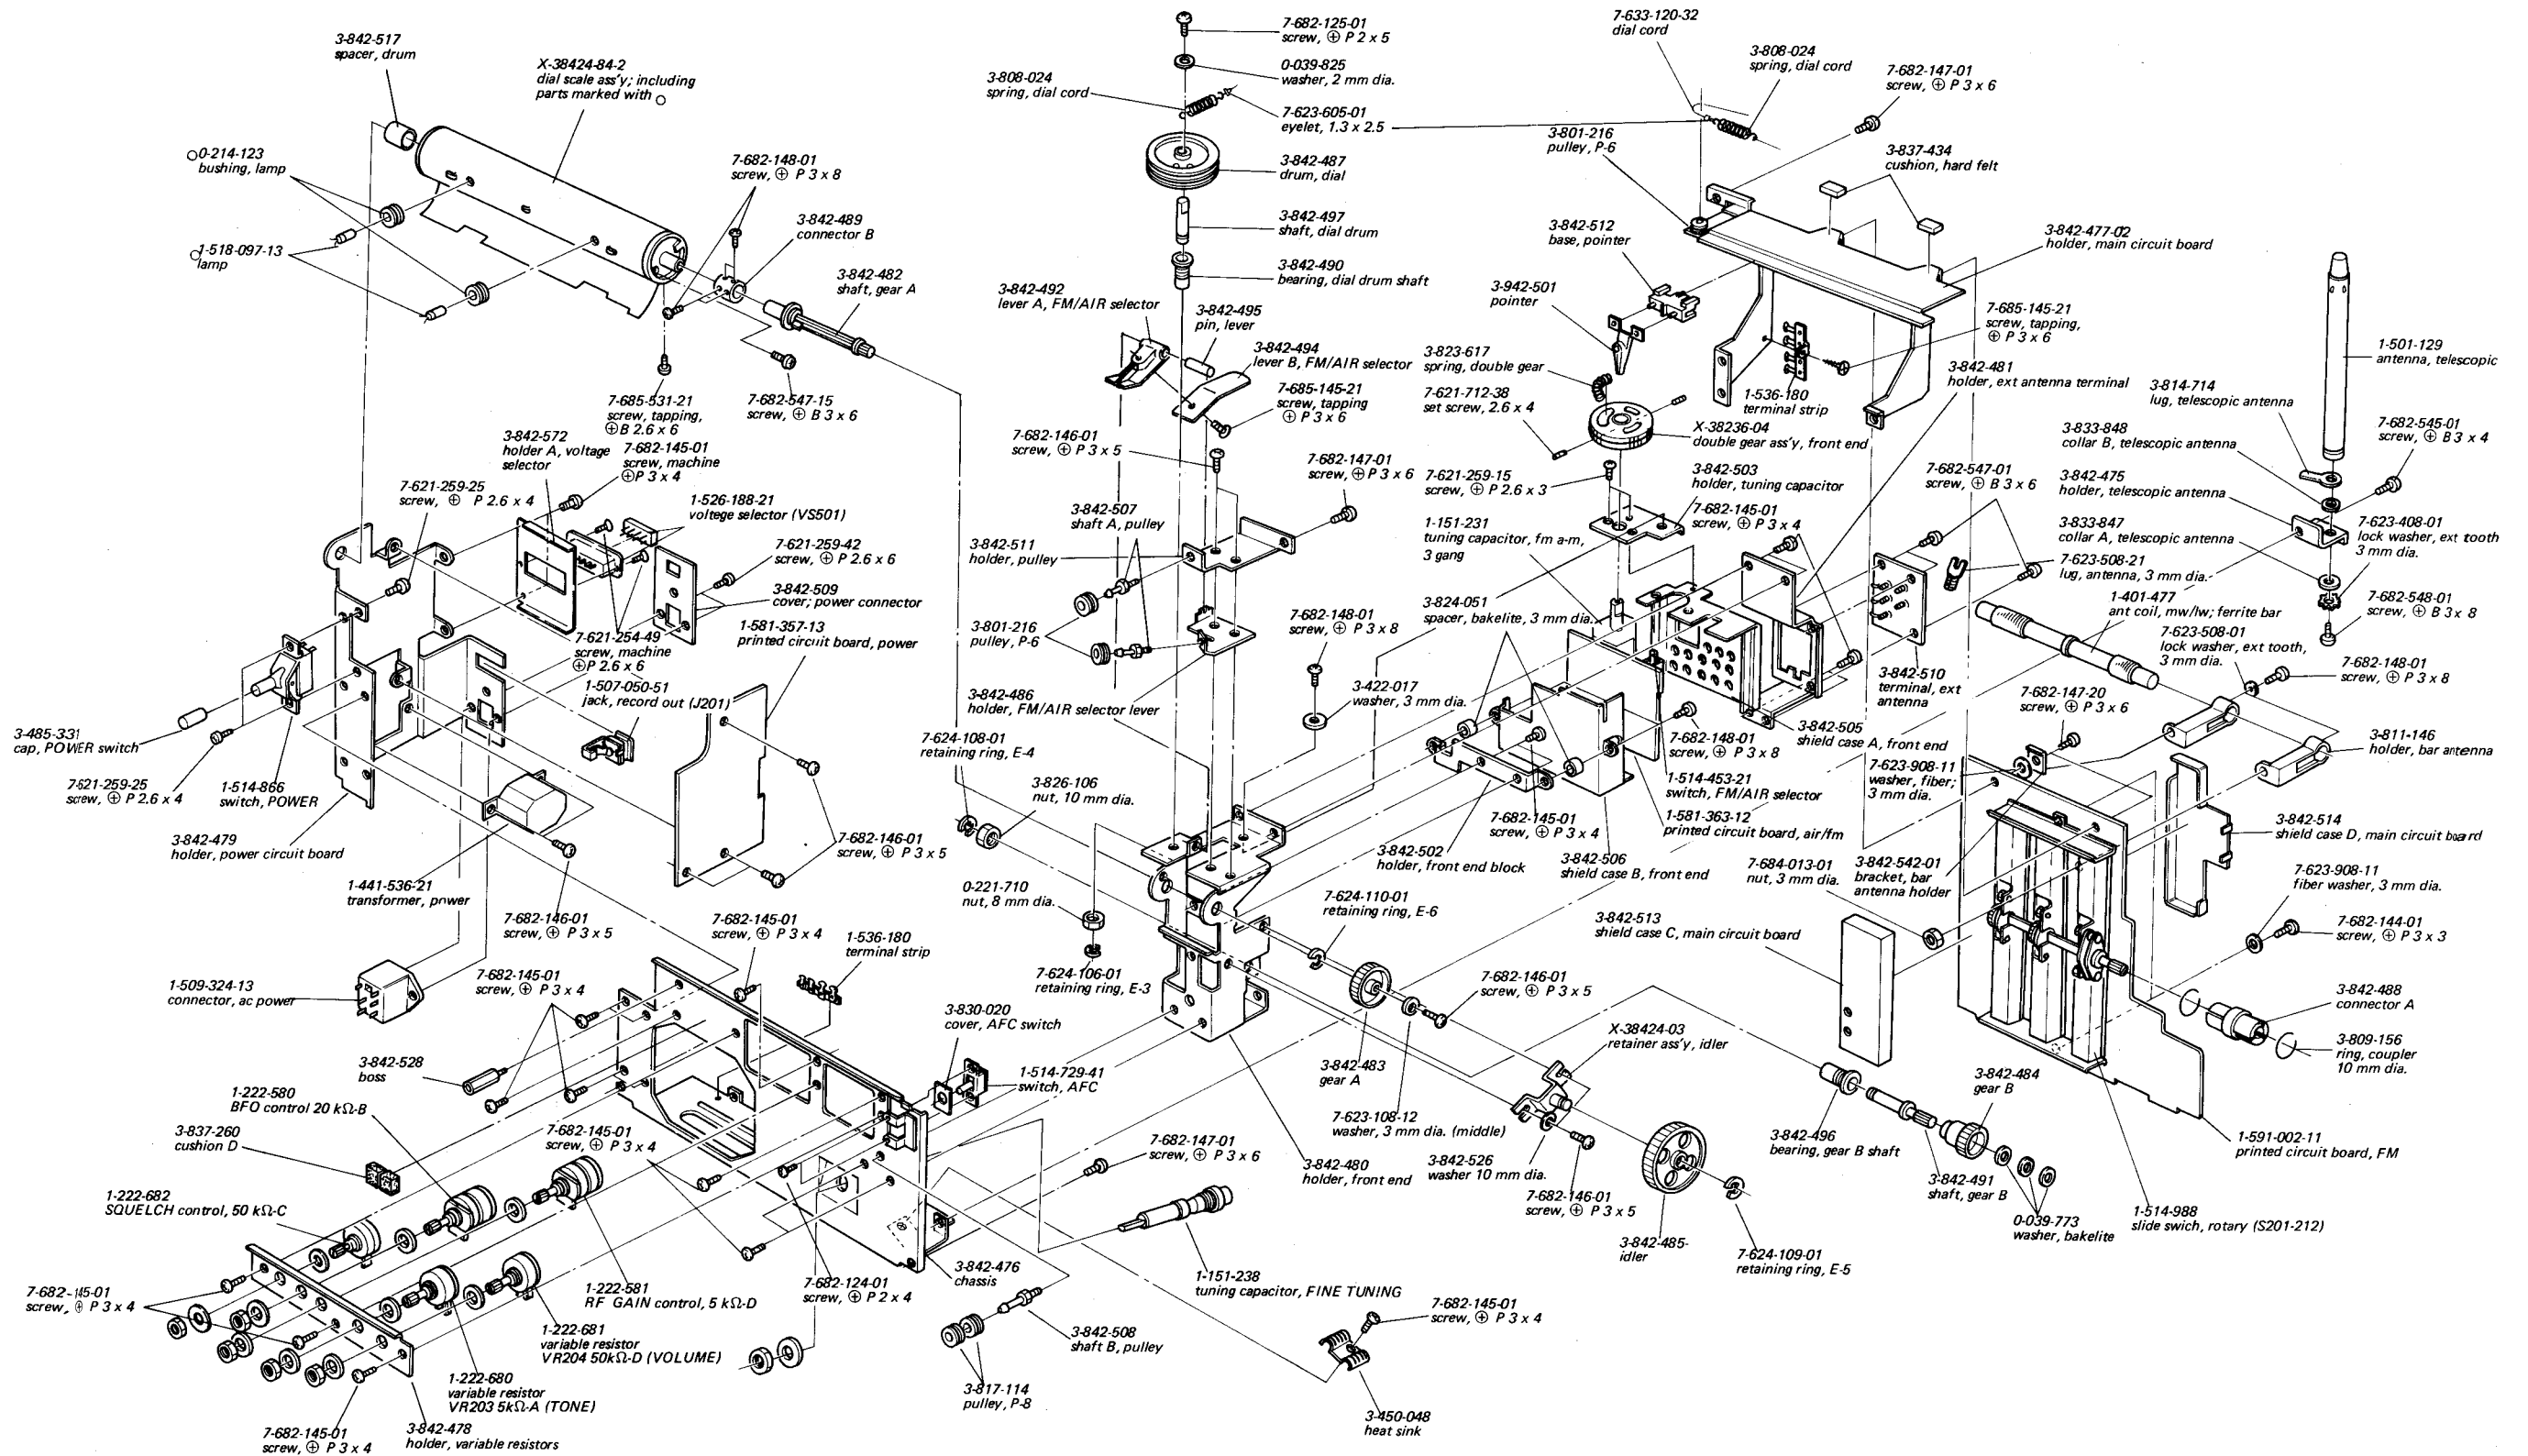 3-842-517
spacer, drum
X-38424-84-2
dial scale ass'y; including
parts marked with ○
○0-214-123
bushing, lamp
○1-518-097-13
lamp
7-682-148-01
screw, ⊕ P 3 x 8
3-842-489
connector B
3-842-482
shaft, gear A
7-685-531-21
screw, tapping,
⊕B 2.6 x 6
7-682-547-15
screw, ⊕ B 3 x 6
3-842-572
holder A, voltage
selector
7-682-145-01
screw, machine
⊕P 3 x 4
7-621-259-25
screw, ⊕ P 2.6 x 4
1-526-188-21
voltege selector (VS501)
7-621-259-42
screw, ⊕ P 2.6 x 6
3-842-509
cover; power connector
1-581-357-13
printed circuit board, power
7-621-254-49
screw, machine
⊕P 2.6 x 6
1-507-050-51
jack, record out (J201)
3-485-331
cap, POWER switch
7-621-259-25
screw, ⊕ P 2.6 x 4
1-514-866
switch, POWER
3-842-479
holder, power circuit board
1-441-536-21
transformer, power
7-682-146-01
screw, ⊕ P 3 x 5
7-682-146-01
screw, ⊕ P 3 x 5
1-509-324-13
connector, ac power
7-682-145-01
screw, ⊕ P 3 x 4
7-682-145-01
screw, ⊕ P 3 x 4
1-536-180
terminal strip
3-842-528
boss
1-222-580
BFO control 20 kΩ-B
3-837-260
cushion D
7-682-145-01
screw, ⊕ P 3 x 4
1-222-682
SQUELCH control, 50 kΩ-C
7-682-145-01
screw, ⊕ P 3 x 4
1-222-581
RF GAIN control, 5 kΩ-D
1-222-681
variable resistor
VR204 50kΩ-D (VOLUME)
1-222-680
variable resistor
VR203 5kΩ-A (TONE)
7-682-145-01
screw, ⊕ P 3 x 4
3-842-478
holder, variable resistors
7-682-124-01
screw, ⊕ P 2 x 4
3-842-476
chassis
3-830-020
cover, AFC switch
1-514-729-41
switch, AFC
7-682-147-01
screw, ⊕ P 3 x 6
1-151-238
tuning capacitor, FINE TUNING
3-842-508
shaft B, pulley
3-817-114
pulley, P-8
7-682-145-01
screw, ⊕ P 3 x 4
3-450-048
heat sink
7-682-125-01
screw, ⊕ P 2 x 5
0-039-825
washer, 2 mm dia.
3-808-024
spring, dial cord
7-623-605-01
eyelet, 1.3 x 2.5
3-842-487
drum, dial
3-842-497
shaft, dial drum
3-842-490
bearing, dial drum shaft
3-842-492
lever A, FM/AIR selector
3-842-495
pin, lever
3-842-494
lever B, FM/AIR selector
7-685-145-21
screw, tapping
⊕ P 3 x 6
7-682-146-01
screw, ⊕ P 3 x 5
7-682-147-01
screw, ⊕ P 3 x 6
3-842-507
shaft A, pulley
3-842-511
holder, pulley
3-801-216
pulley, P-6
7-682-148-01
screw, ⊕ P 3 x 8
3-842-486
holder, FM/AIR selector lever
3-422-017
washer, 3 mm dia.
7-624-108-01
retaining ring, E-4
3-826-106
nut, 10 mm dia.
0-221-710
nut, 8 mm dia.
7-624-106-01
retaining ring, E-3
7-624-110-01
retaining ring, E-6
7-682-146-01
screw, ⊕ P 3 x 5
3-842-483
gear A
7-623-108-12
washer, 3 mm dia. (middle)
3-842-480
holder, front end
X-38424-03
retainer ass'y, idler
3-842-526
washer 10 mm dia.
7-682-146-01
screw, ⊕ P 3 x 5
3-842-485-
idler
7-624-109-01
retaining ring, E-5
7-633-120-32
dial cord
3-808-024
spring, dial cord
7-682-147-01
screw, ⊕ P 3 x 6
3-801-216
pulley, P-6
3-837-434
cushion, hard felt
3-842-512
base, pointer
3-942-501
pointer
3-842-477-02
holder, main circuit board
7-685-145-21
screw, tapping,
⊕ P 3 x 6
1-536-180
terminal strip
3-823-617
spring, double gear
7-621-712-38
set screw, 2.6 x 4
X-38236-04
double gear ass'y, front end
7-621-259-15
screw, ⊕ P 2.6 x 3
3-842-503
holder, tuning capacitor
7-682-145-01
screw, ⊕ P 3 x 4
1-151-231
tuning capacitor, fm a-m,
3 gang
3-824-051
spacer, bakelite, 3 mm dia.
3-842-481
holder, ext antenna terminal
7-682-547-01
screw, ⊕ B 3 x 6
3-842-510
terminal, ext
antenna
3-842-505
shield case A, front end
7-682-148-01
screw, ⊕ P 3 x 8
1-514-453-21
switch, FM/AIR selector
1-581-363-12
printed circuit board, air/fm
7-682-145-01
screw, ⊕ P 3 x 4
3-842-502
holder, front end block
3-842-506
shield case B, front end
1-501-129
antenna, telescopic
3-814-714
lug, telescopic antenna
7-682-545-01
screw, ⊕ B 3 x 4
3-833-848
collar B, telescopic antenna
3-842-475
holder, telescopic antenna
3-833-847
collar A, telescopic antenna
7-623-408-01
lock washer, ext tooth
3 mm dia.
7-623-508-21
lug, antenna, 3 mm dia.
7-682-548-01
screw, ⊕ B 3 x 8
1-401-477
ant coil, mw/lw; ferrite bar
7-623-508-01
lock washer, ext tooth,
3 mm dia.
7-682-148-01
screw, ⊕ P 3 x 8
7-682-147-20
screw, ⊕ P 3 x 6
3-811-146
holder, bar antenna
7-623-908-11
washer, fiber;
3 mm dia.
3-842-514
shield case D, main circuit board
7-684-013-01
nut, 3 mm dia.
3-842-542-01
bracket, bar
antenna holder
7-623-908-11
fiber washer, 3 mm dia.
7-682-144-01
screw, ⊕ P 3 x 3
3-842-513
shield case C, main circuit board
3-842-488
connector A
3-809-156
ring, coupler
10 mm dia.
3-842-484
gear B
3-842-496
bearing, gear B shaft
3-842-491
shaft, gear B
0-039-773
washer, bakelite
1-591-002-11
printed circuit board, FM
1-514-988
slide swich, rotary (S201-212)